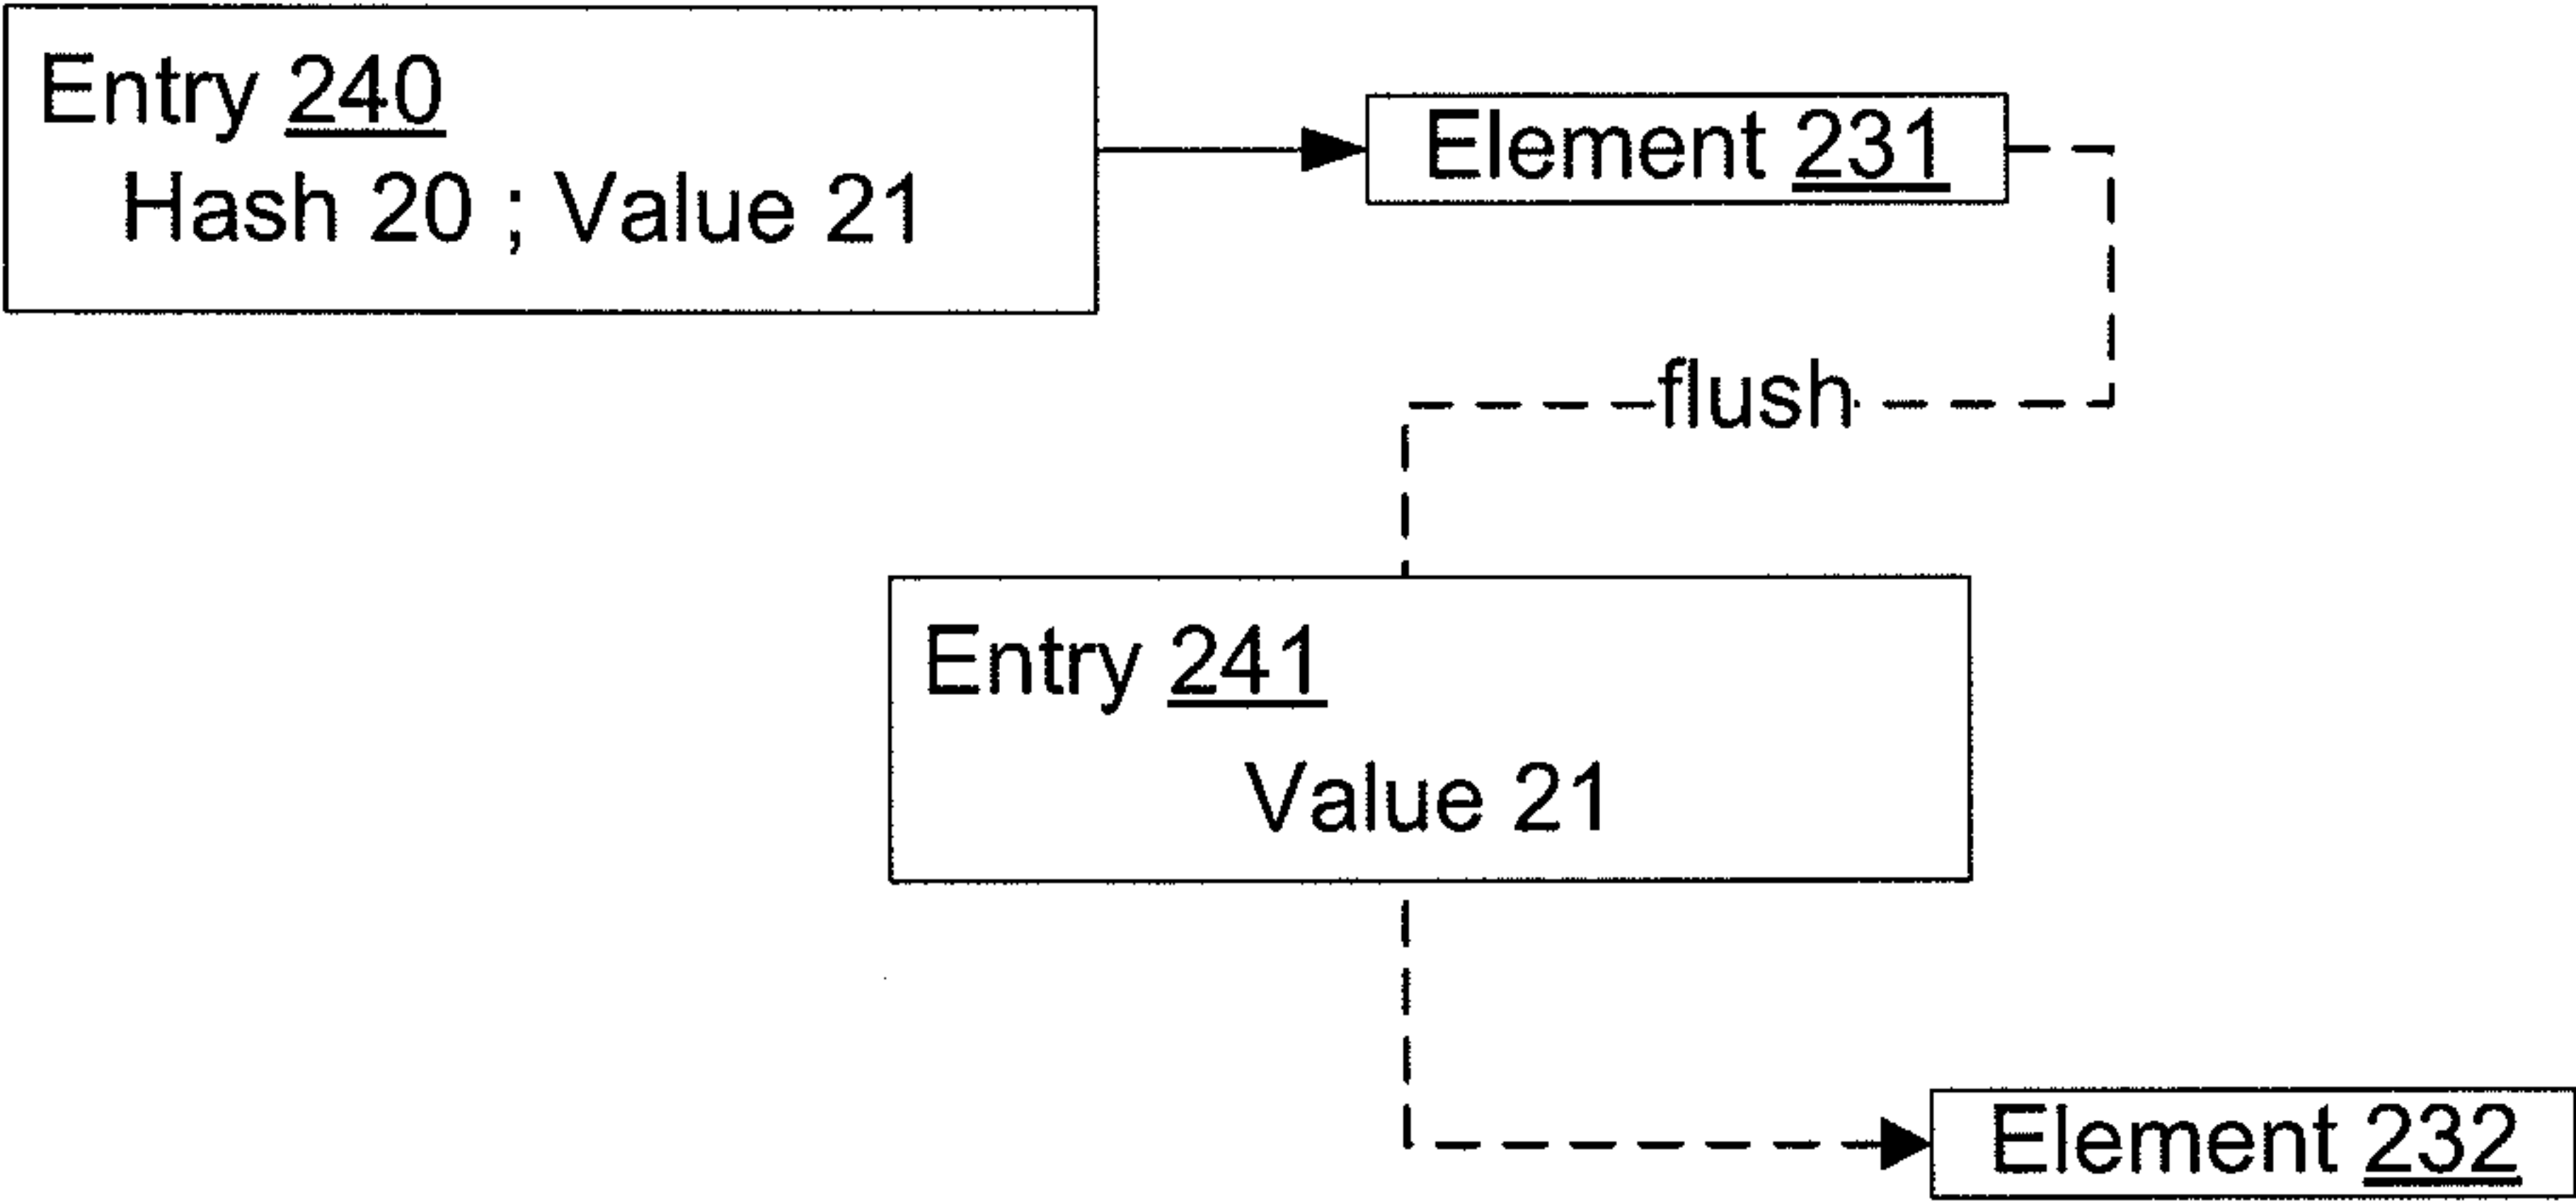 Entry 240
Hash 20 ; Value 21
Element 231
flush
Entry 241
Value 21
Element 232